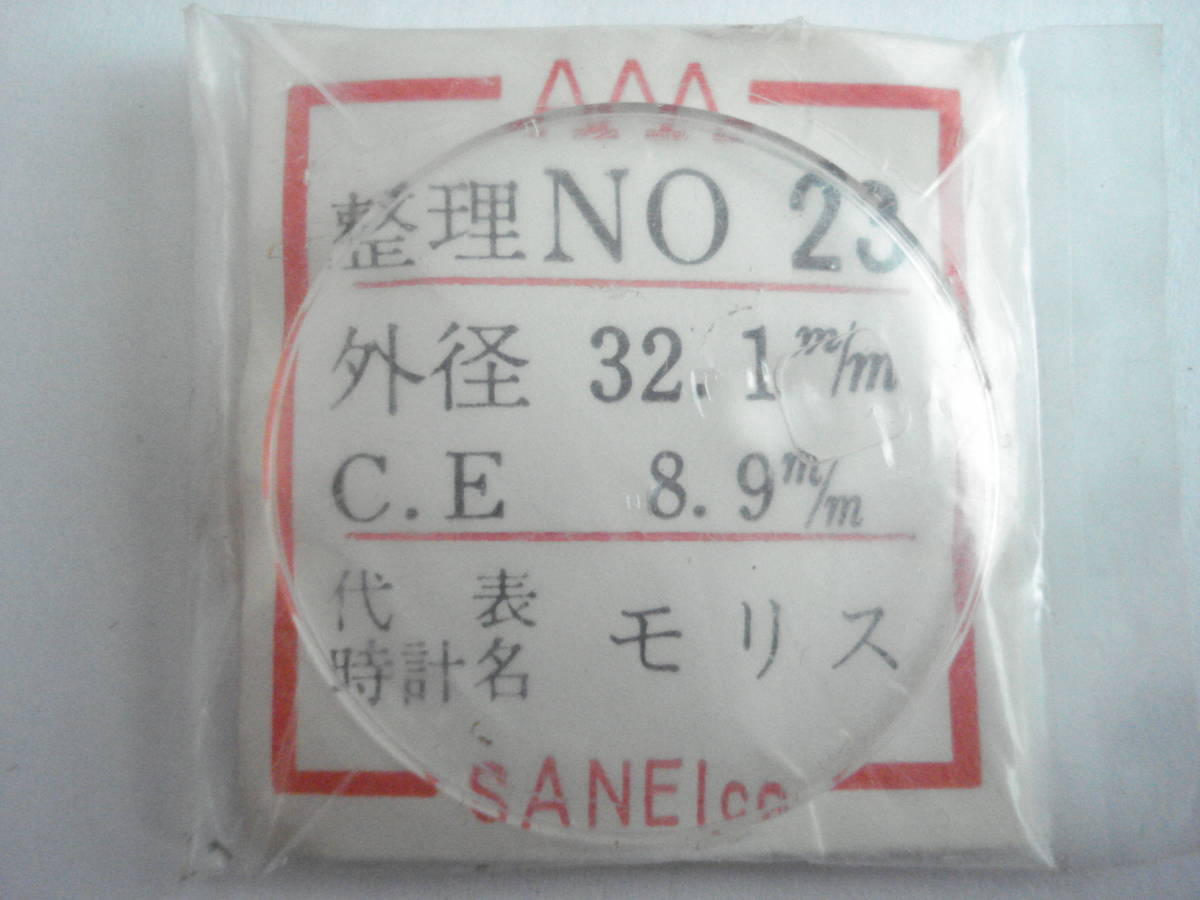 整理NO 23
外径 32.1m/m
C.E 8.9m/m
代表
時計名 モリス
SANEI co